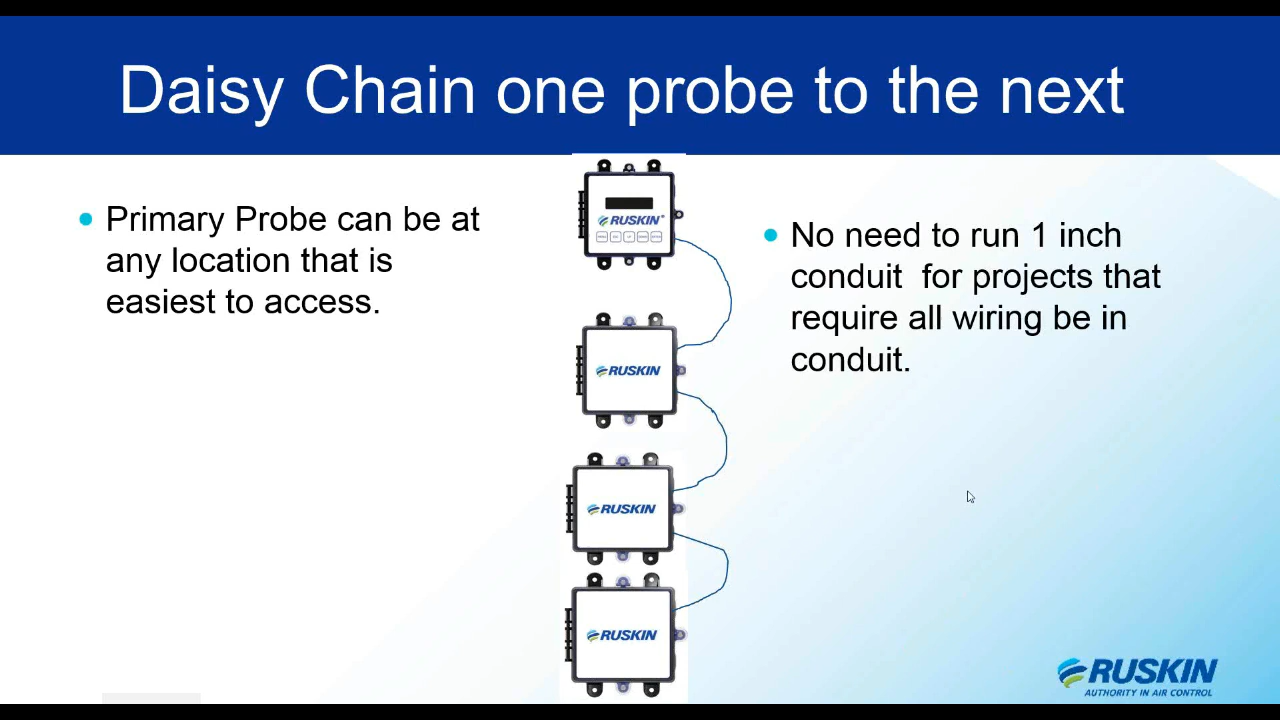 Daisy Chain one probe to the next
• Primary Probe can be at
any location that is
easiest to access.
RUSKIN®
• No need to run 1 inch
conduit for projects that
require all wiring be in
conduit.
RUSKIN
RUSKIN
RUSKIN
RUSKIN
AUTHORITY IN AIR CONTROL